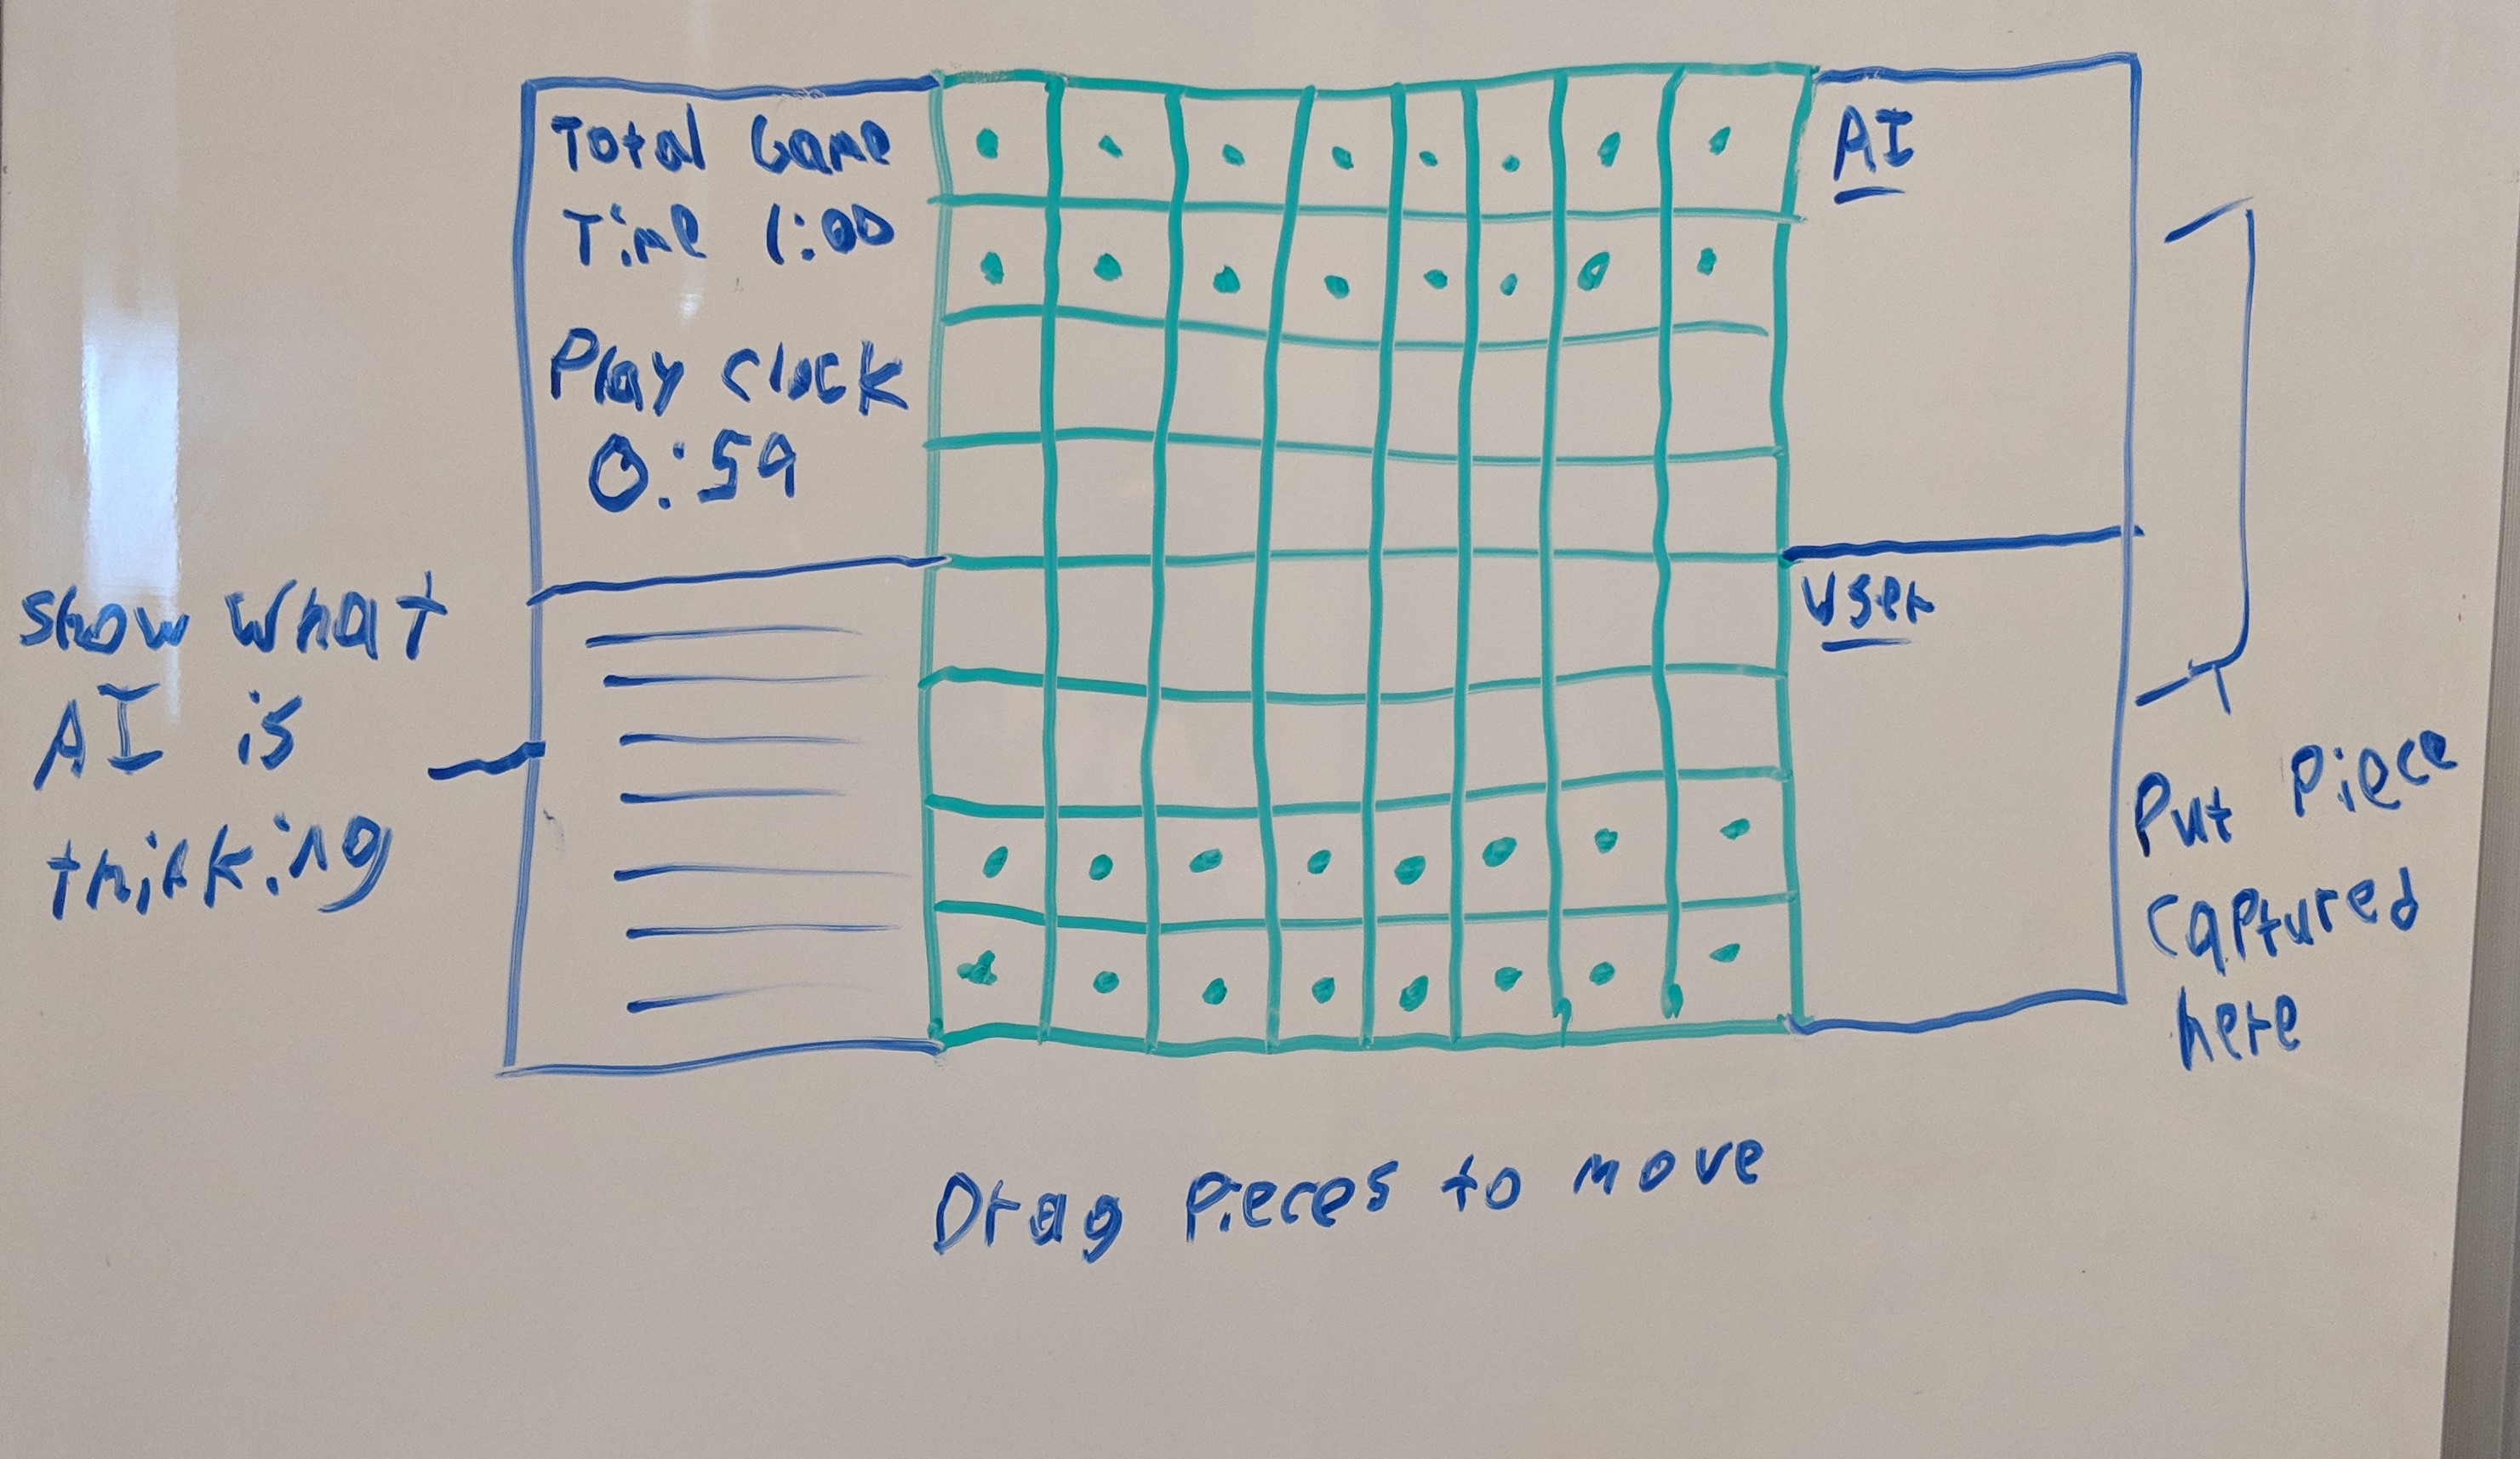 Total Game
Time 1:00
Play Clock
0:59
Show What
AI is
thinking
AI
User
Put Piece
Captured
here
Drag Pieces to move